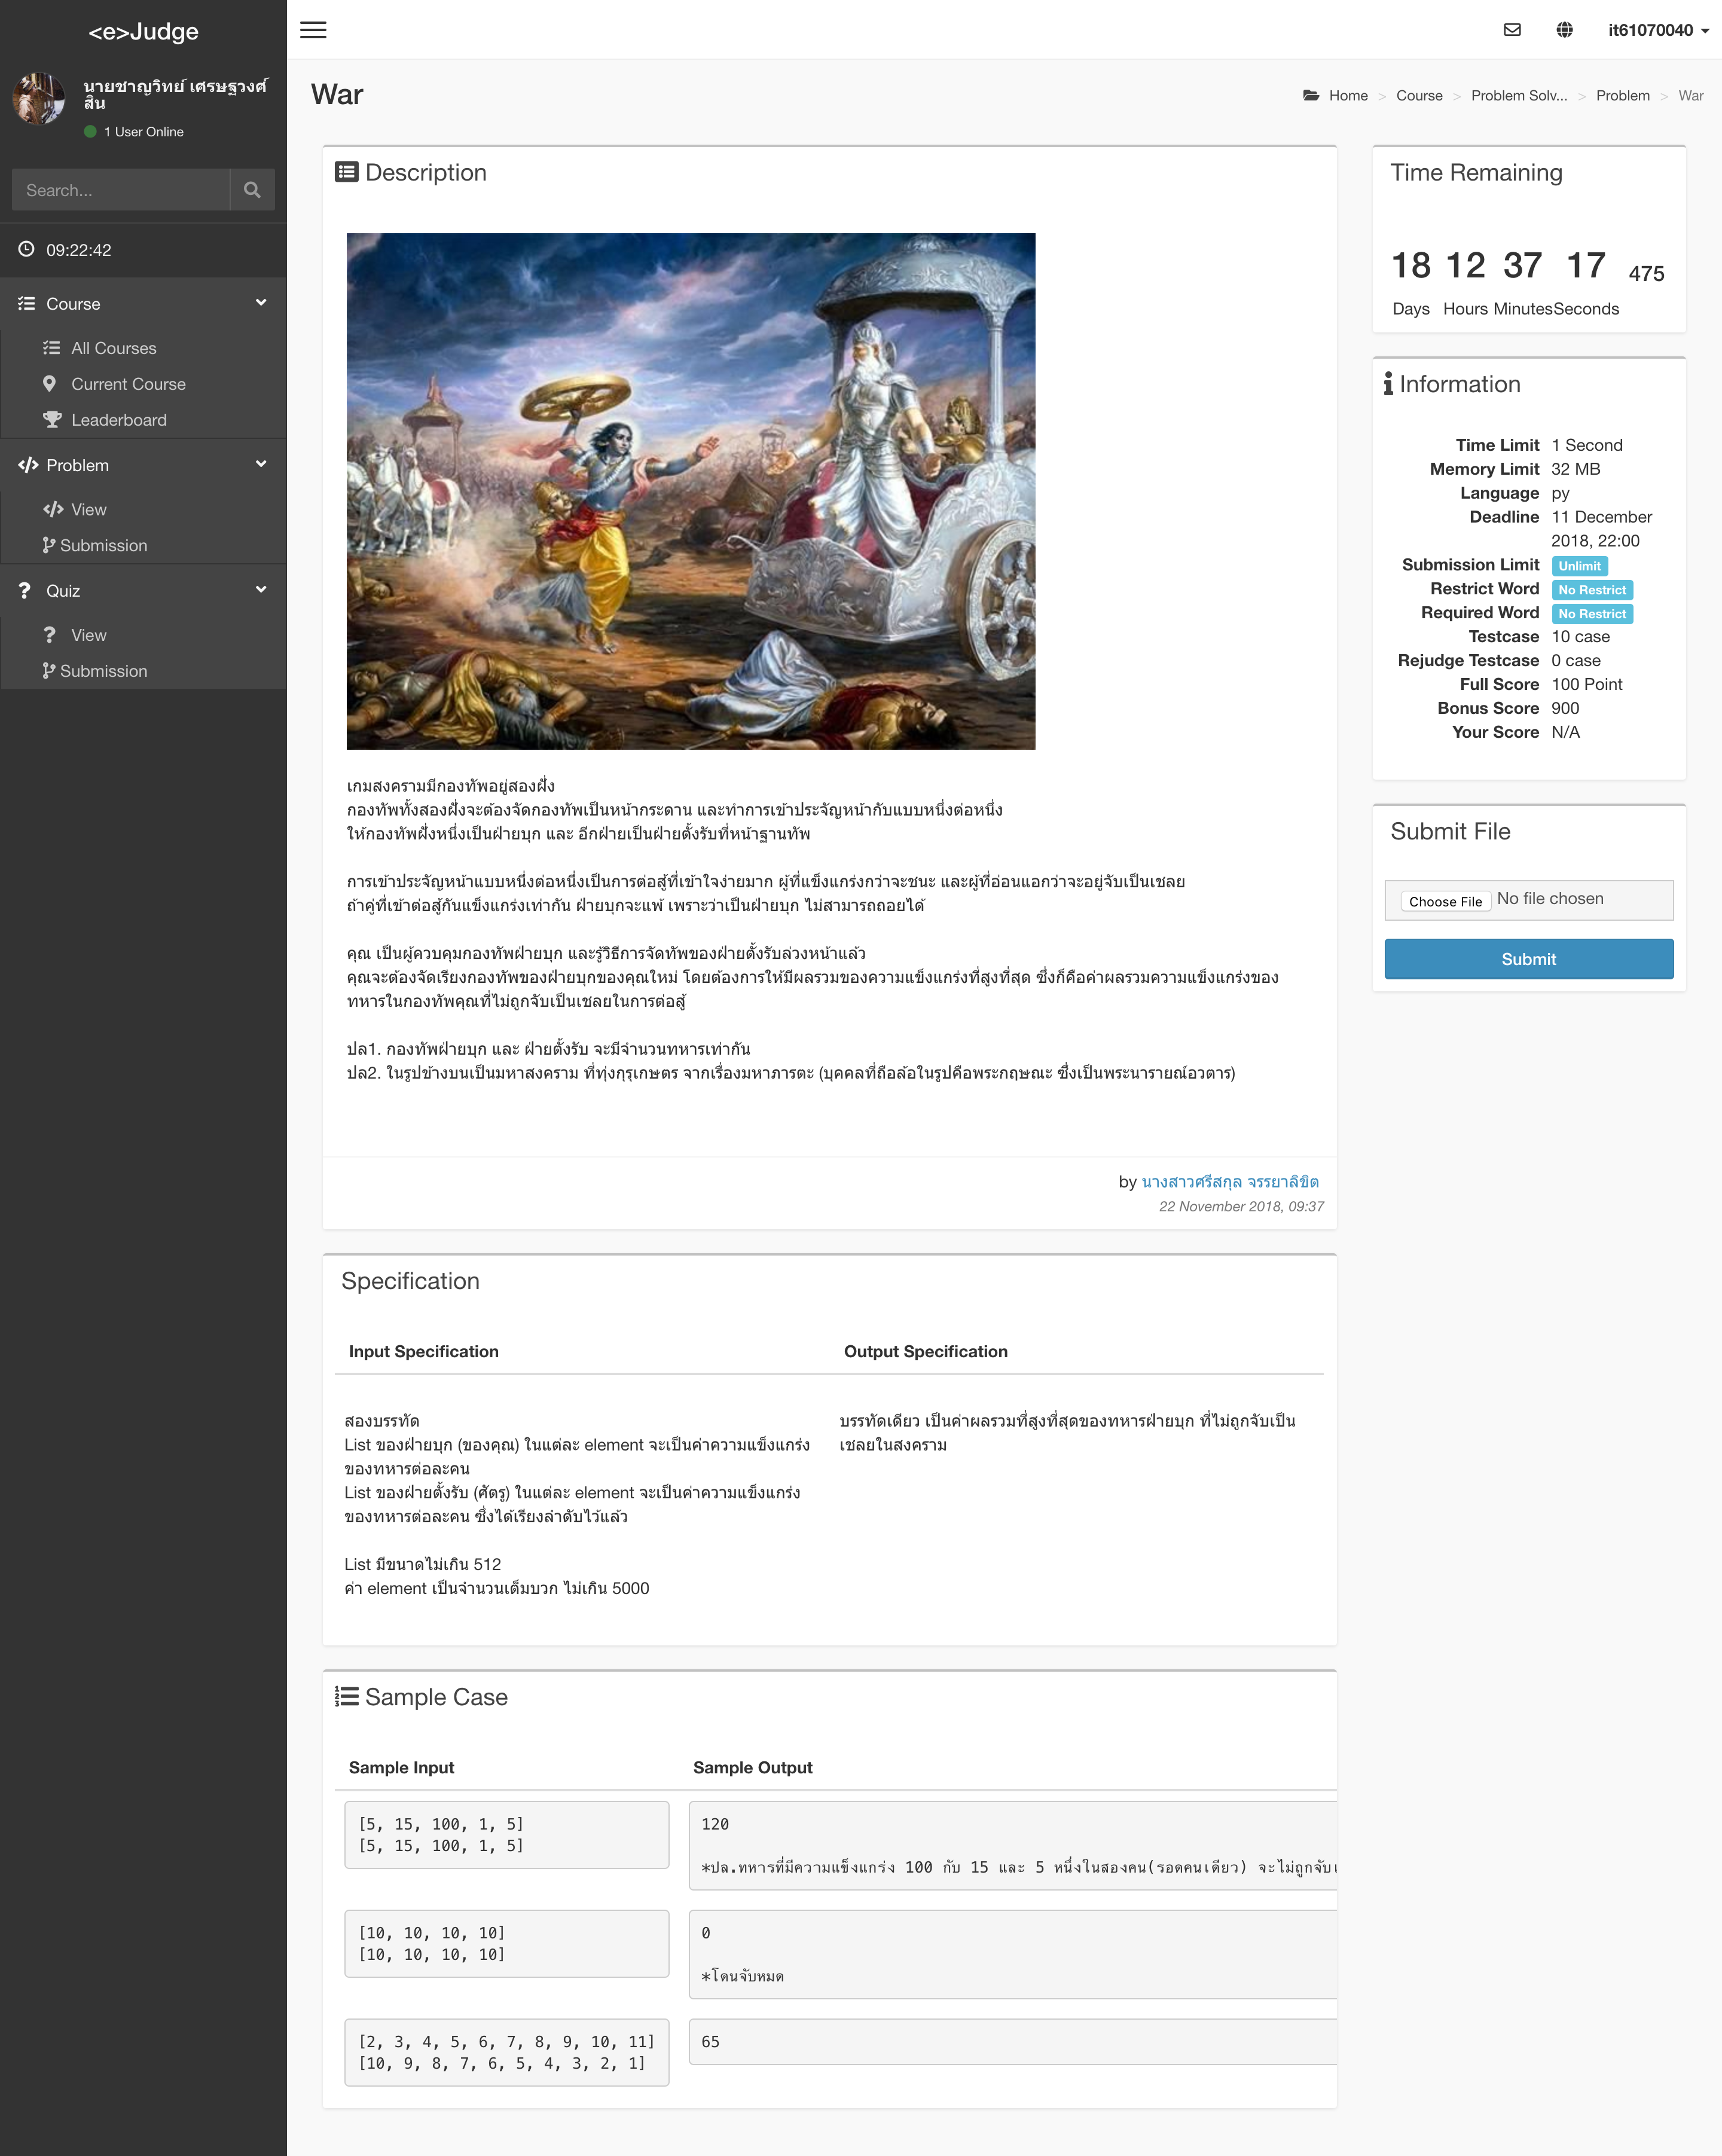 <e>Judge
นายชาญวิทย์ เศรษฐวงศ์
สิน
1 User Online
Search...
09:22:42
Course
All Courses
Current Course
Leaderboard
Problem
View
Submission
Quiz
View
Submission
it61070040
War
Home > Course > Problem Solv... > Problem > War
Description
เกมสงครามมีกองทัพอยู่สองฝั่ง
กองทัพทั้งสองฝั่งจะต้องจัดกองทัพเป็นหน้ากระดาน และทำการเข้าประจัญหน้ากับแบบหนึ่งต่อหนึ่ง
ให้กองทัพฝั่งหนึ่งเป็นฝ่ายบุก และ อีกฝ่ายเป็นฝ่ายตั้งรับที่หน้าฐานทัพ
การเข้าประจัญหน้าแบบหนึ่งต่อหนึ่งเป็นการต่อสู้ที่เข้าใจง่ายมาก ผู้ที่แข็งแกร่งกว่าจะชนะ และผู้ที่อ่อนแอกว่าจะอยู่จับเป็นเชลย
ถ้าคู่ที่เข้าต่อสู้กันแข็งแกร่งเท่ากัน ฝ่ายบุกจะแพ้ เพราะว่าเป็นฝ่ายบุก ไม่สามารถถอยได้
คุณ เป็นผู้ควบคุมกองทัพฝ่ายบุก และรู้วิธีการจัดทัพของฝ่ายตั้งรับล่วงหน้าแล้ว
คุณจะต้องจัดเรียงกองทัพของฝ่ายบุกของคุณใหม่ โดยต้องการให้มีผลรวมของความแข็งแกร่งที่สูงที่สุด ซึ่งก็คือค่าผลรวมความแข็งแกร่งของ
ทหารในกองทัพคุณที่ไม่ถูกจับเป็นเชลยในการต่อสู้
ปล1. กองทัพฝ่ายบุก และ ฝ่ายตั้งรับ จะมีจำนวนทหารเท่ากัน
ปล2. ในรูปข้างบนเป็นมหาสงคราม ที่ทุ่งกุรุเกษตร จากเรื่องมหาภารตะ (บุคคลที่ถือล้อในรูปคือพระกฤษณะ ซึ่งเป็นพระนารายณ์อวตาร)
by นางสาวศรีสกุล จรรยาลิขิต
22 November 2018, 09:37
Time Remaining
18 12 37 17 475
Days Hours Minutes Seconds
Information
Time Limit 1 Second
Memory Limit 32 MB
Language py
Deadline 11 December
2018, 22:00
Submission Limit Unlimit
Restrict Word No Restrict
Required Word No Restrict
Testcase 10 case
Rejudge Testcase 0 case
Full Score 100 Point
Bonus Score 900
Your Score N/A
Submit File
Choose File No file chosen
Submit
Specification
Input Specification
Output Specification
สองบรรทัด
List ของฝ่ายบุก (ของคุณ) ในแต่ละ element จะเป็นค่าความแข็งแกร่ง
ของทหารต่อละคน
List ของฝ่ายตั้งรับ (ศัตรู) ในแต่ละ element จะเป็นค่าความแข็งแกร่ง
ของทหารต่อละคน ซึ่งได้เรียงลำดับไว้แล้ว
List มีขนาดไม่เกิน 512
ค่า element เป็นจำนวนเต็มบวก ไม่เกิน 5000
บรรทัดเดียว เป็นค่าผลรวมที่สูงที่สุดของทหารฝ่ายบุก ที่ไม่ถูกจับเป็น
เชลยในสงคราม
Sample Case
Sample Input
Sample Output
[5, 15, 100, 1, 5]
[5, 15, 100, 1, 5]
120
*ปล.ทหารที่มีความแข็งแกร่ง 100 กับ 15 และ 5 หนึ่งในสองคน(รอดคนเดียว) จะไม่ถูกจับเ
[10, 10, 10, 10]
[10, 10, 10, 10]
0
*โดนจับหมด
[2, 3, 4, 5, 6, 7, 8, 9, 10, 11]
[10, 9, 8, 7, 6, 5, 4, 3, 2, 1]
65